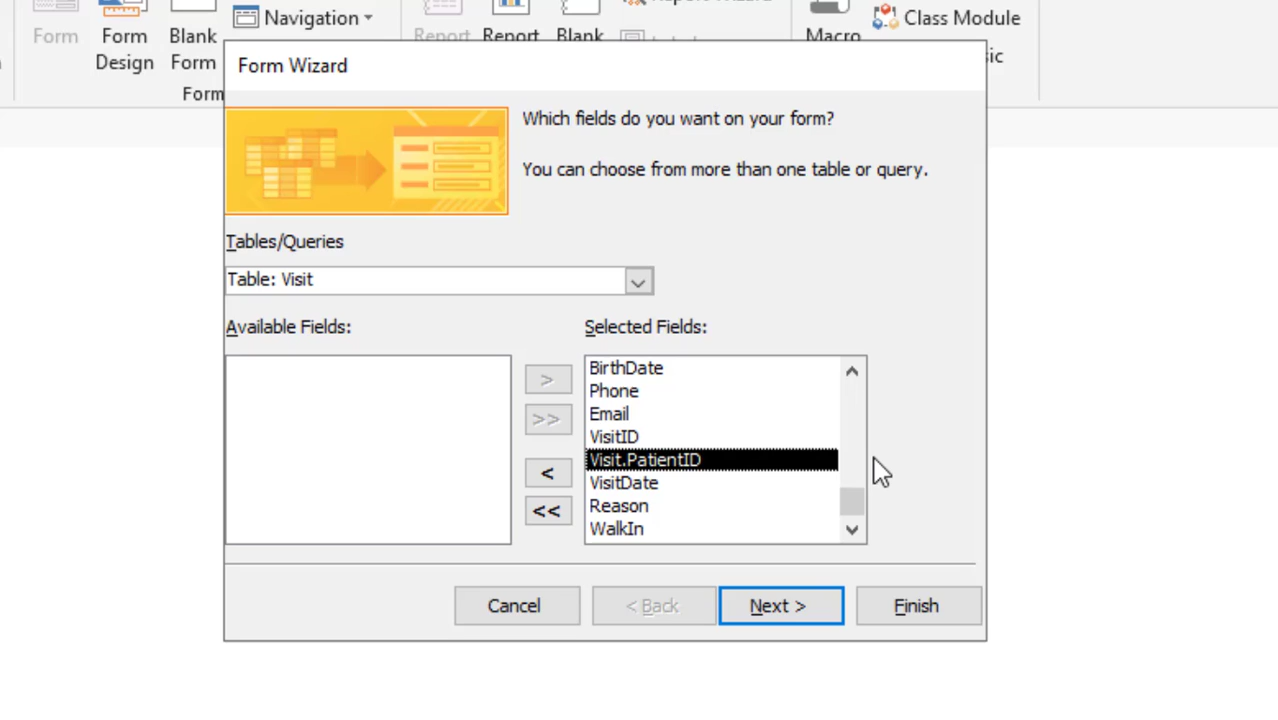 Navigation
Class Module
Form
Form
Design
Blank
Form
Report
Report
Blank
Macro
Form
Form Wizard
Which fields do you want on your form?
You can choose from more than one table or query.
Tables/Queries
Table: Visit
Available Fields:
Selected Fields:
BirthDate
Phone
Email
VisitID
Visit.PatientID
VisitDate
Reason
WalkIn
>
>>
<
<<
Cancel
< Back
Next >
Finish